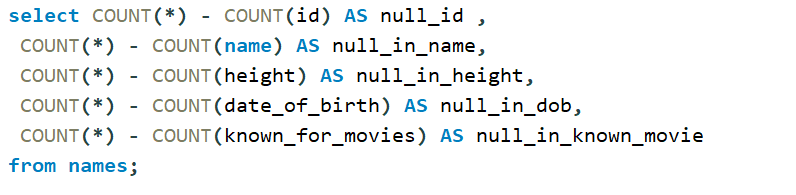 select COUNT(*) - COUNT(id) AS null_id ,
COUNT(*) - COUNT(name) AS null_in_name,
COUNT(*) - COUNT(height) AS null_in_height,
COUNT(*) - COUNT(date_of_birth) AS null_in_dob,
COUNT(*) - COUNT(known_for_movies) AS null_in_known_movie
from names;